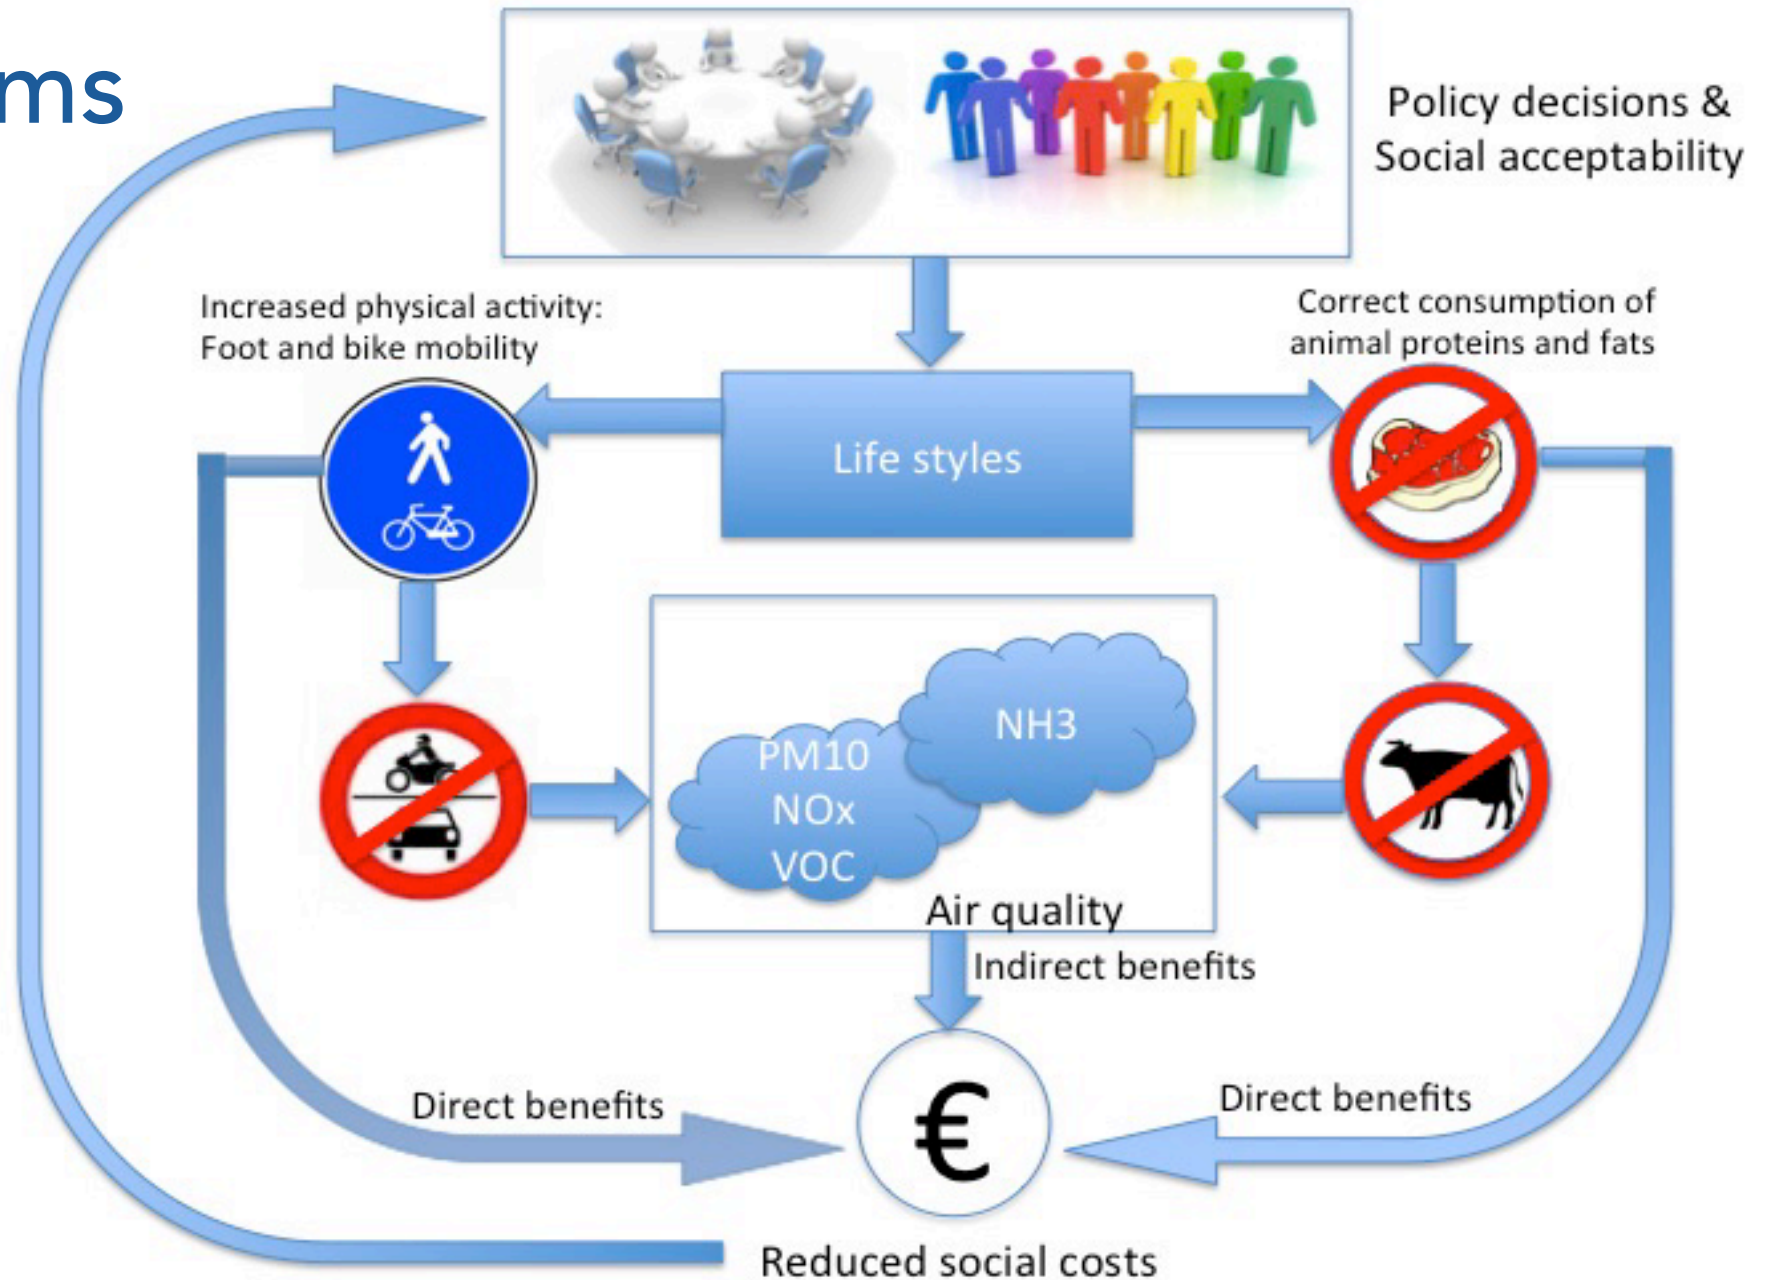 ms
Policy decisions &
Social acceptability
Increased physical activity:
Foot and bike mobility
Correct consumption of
animal proteins and fats
Life styles
NH3
PM10
NOx
VOC
Air quality
Indirect benefits
Direct benefits
Direct benefits
€
Reduced social costs